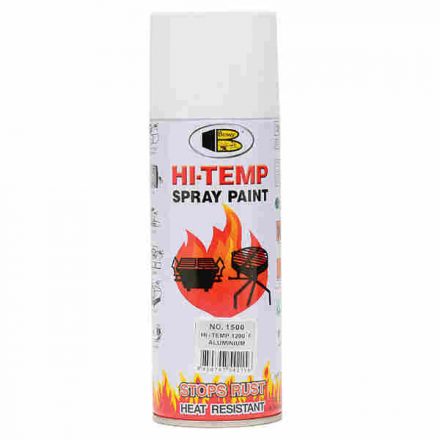 B
HI-TEMP
SPRAY PAINT
NO. 1500
HI-TEMP 1200°F
ALUMINIUM
STOPS RUST
HEAT RESISTANT